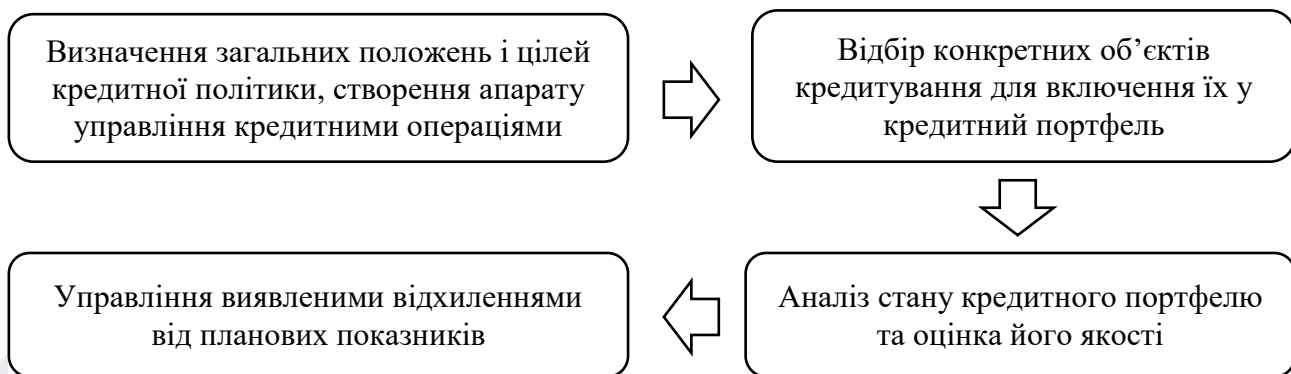 Визначення загальних положень і цілей
кредитної політики, створення апарату
управління кредитними операціями
Відбір конкретних об’єктів
кредитування для включення їх у
кредитний портфель
Управління виявленими відхиленнями
від планових показників
Аналіз стану кредитного портфелю
та оцінка його якості